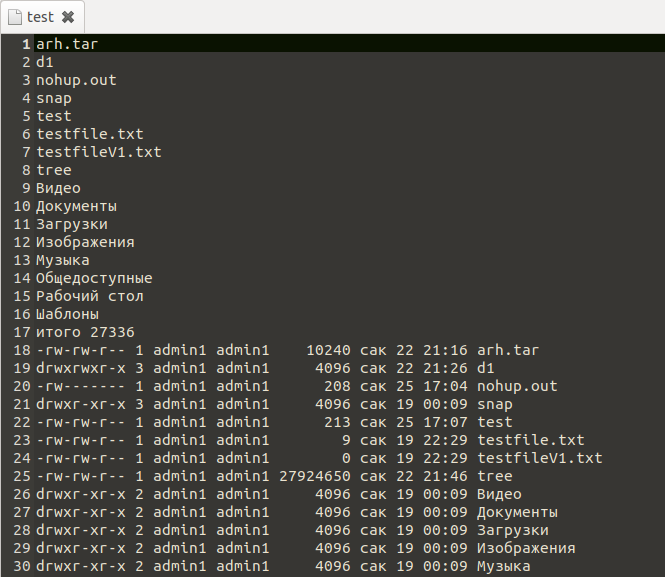 test
1 arh.tar
2 d1
3 nohup.out
4 snap
5 test
6 testfile.txt
7 testfileV1.txt
8 tree
9 Видео
10 Документы
11 Загрузки
12 Изображения
13 Музыка
14 Общедоступные
15 Рабочий стол
16 Шаблоны
17 итого 27336
18 -rw-rw-r-- 1 admin1 admin1    10240 сак 22 21:16 arh.tar
19 drwxrwxr-x 3 admin1 admin1     4096 сак 22 21:26 d1
20 -rw------- 1 admin1 admin1      208 сак 25 17:04 nohup.out
21 drwxr-xr-x 3 admin1 admin1     4096 сак 19 00:09 snap
22 -rw-rw-r-- 1 admin1 admin1      213 сак 25 17:07 test
23 -rw-rw-r-- 1 admin1 admin1        9 сак 19 22:29 testfile.txt
24 -rw-rw-r-- 1 admin1 admin1        0 сак 19 22:29 testfileV1.txt
25 -rw-rw-r-- 1 admin1 admin1 27924650 сак 22 21:46 tree
26 drwxr-xr-x 2 admin1 admin1     4096 сак 19 00:09 Видео
27 drwxr-xr-x 2 admin1 admin1     4096 сак 19 00:09 Документы
28 drwxr-xr-x 2 admin1 admin1     4096 сак 19 00:09 Загрузки
29 drwxr-xr-x 2 admin1 admin1     4096 сак 19 00:09 Изображения
30 drwxr-xr-x 2 admin1 admin1     4096 сак 19 00:09 Музыка